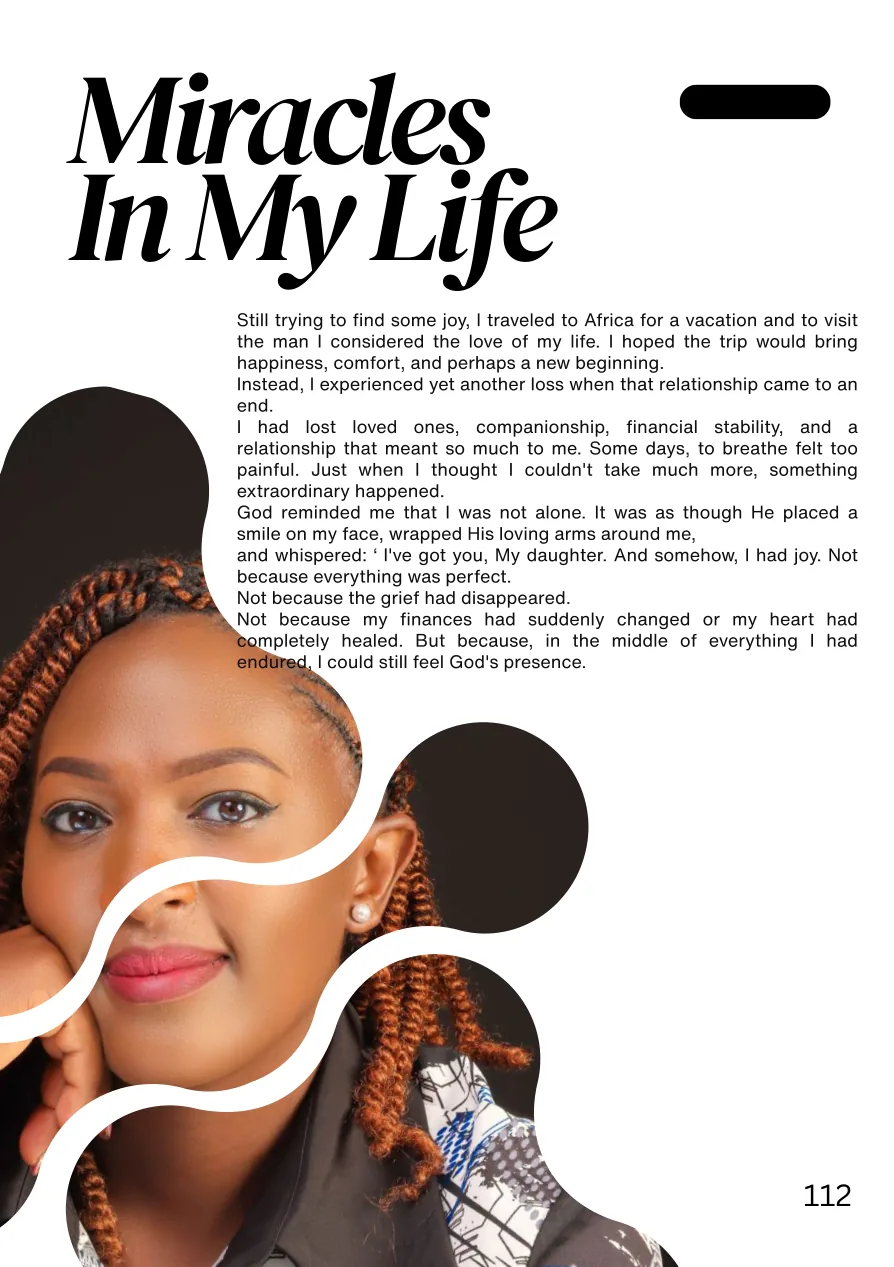 Miracles
In My Life
Still trying to find some joy, I traveled to Africa for a vacation and to visit
the man I considered the love of my life. I hoped the trip would bring
happiness, comfort, and perhaps a new beginning.
Instead, I experienced yet another loss when that relationship came to an
end.
I had lost loved ones, companionship, financial stability, and a
relationship that meant so much to me. Some days, to breathe felt too
painful. Just when I thought I couldn't take much more, something
extraordinary happened.
God reminded me that I was not alone. It was as though He placed a
smile on my face, wrapped His loving arms around me,
and whispered: ‘ I've got you, My daughter. And somehow, I had joy. Not
because everything was perfect.
Not because the grief had disappeared.
Not because my finances had suddenly changed or my heart had
completely healed. But because, in the middle of everything I had
endured, I could still feel God's presence.
112